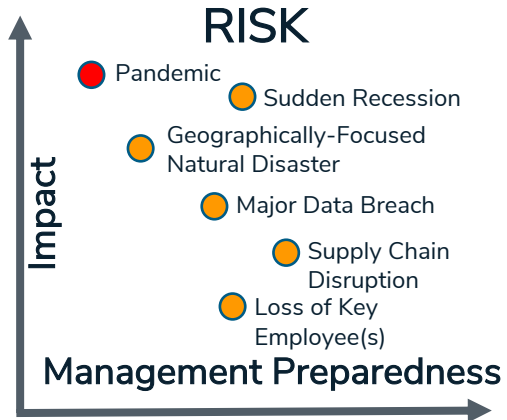 RISK
Pandemic
Sudden Recession
Geographically-Focused
Natural Disaster
Major Data Breach
Impact
Supply Chain
Disruption
Loss of Key
Employee(s)
Management Preparedness